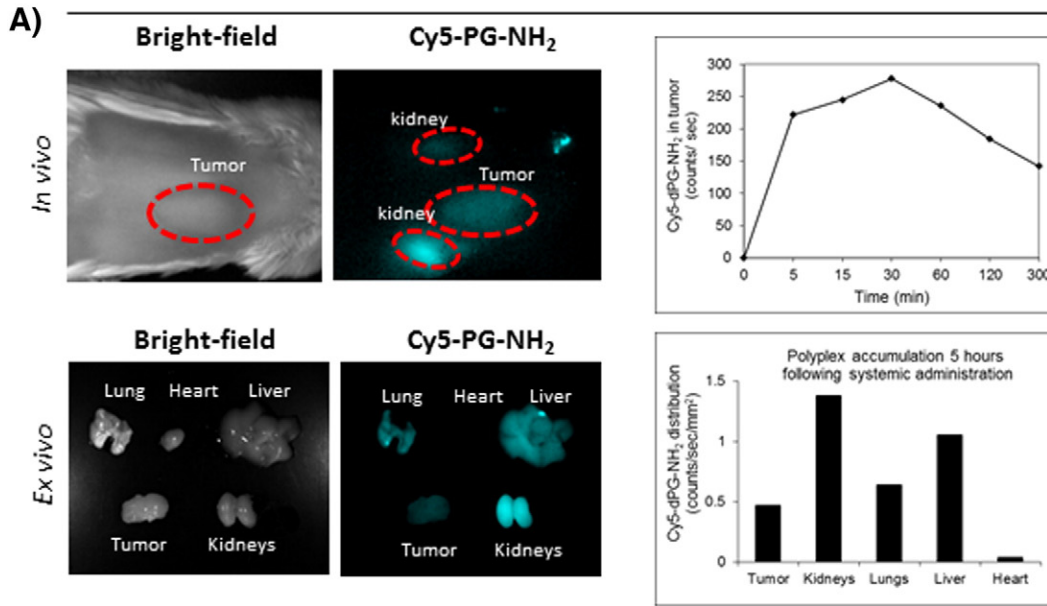 A)
Bright-field
Cy5-PG-NH₂
In vivo
Tumor
kidney
Tumor
kidney
Cy5-dPG-NH₂ in tumor
(counts/ sec)
300
250
200
150
100
50
0
0 5 15 30 60 120 300
Time (min)
Bright-field
Cy5-PG-NH₂
Ex vivo
Lung Heart Liver
Tumor Kidneys
Lung Heart Liver
Tumor Kidneys
Polyplex accumulation 5 hours
following systemic administration
Cy5-dPG-NH₂ distribution
(counts/sec/mm²)
1.5
1
0.5
0
Tumor Kidneys Lungs Liver Heart